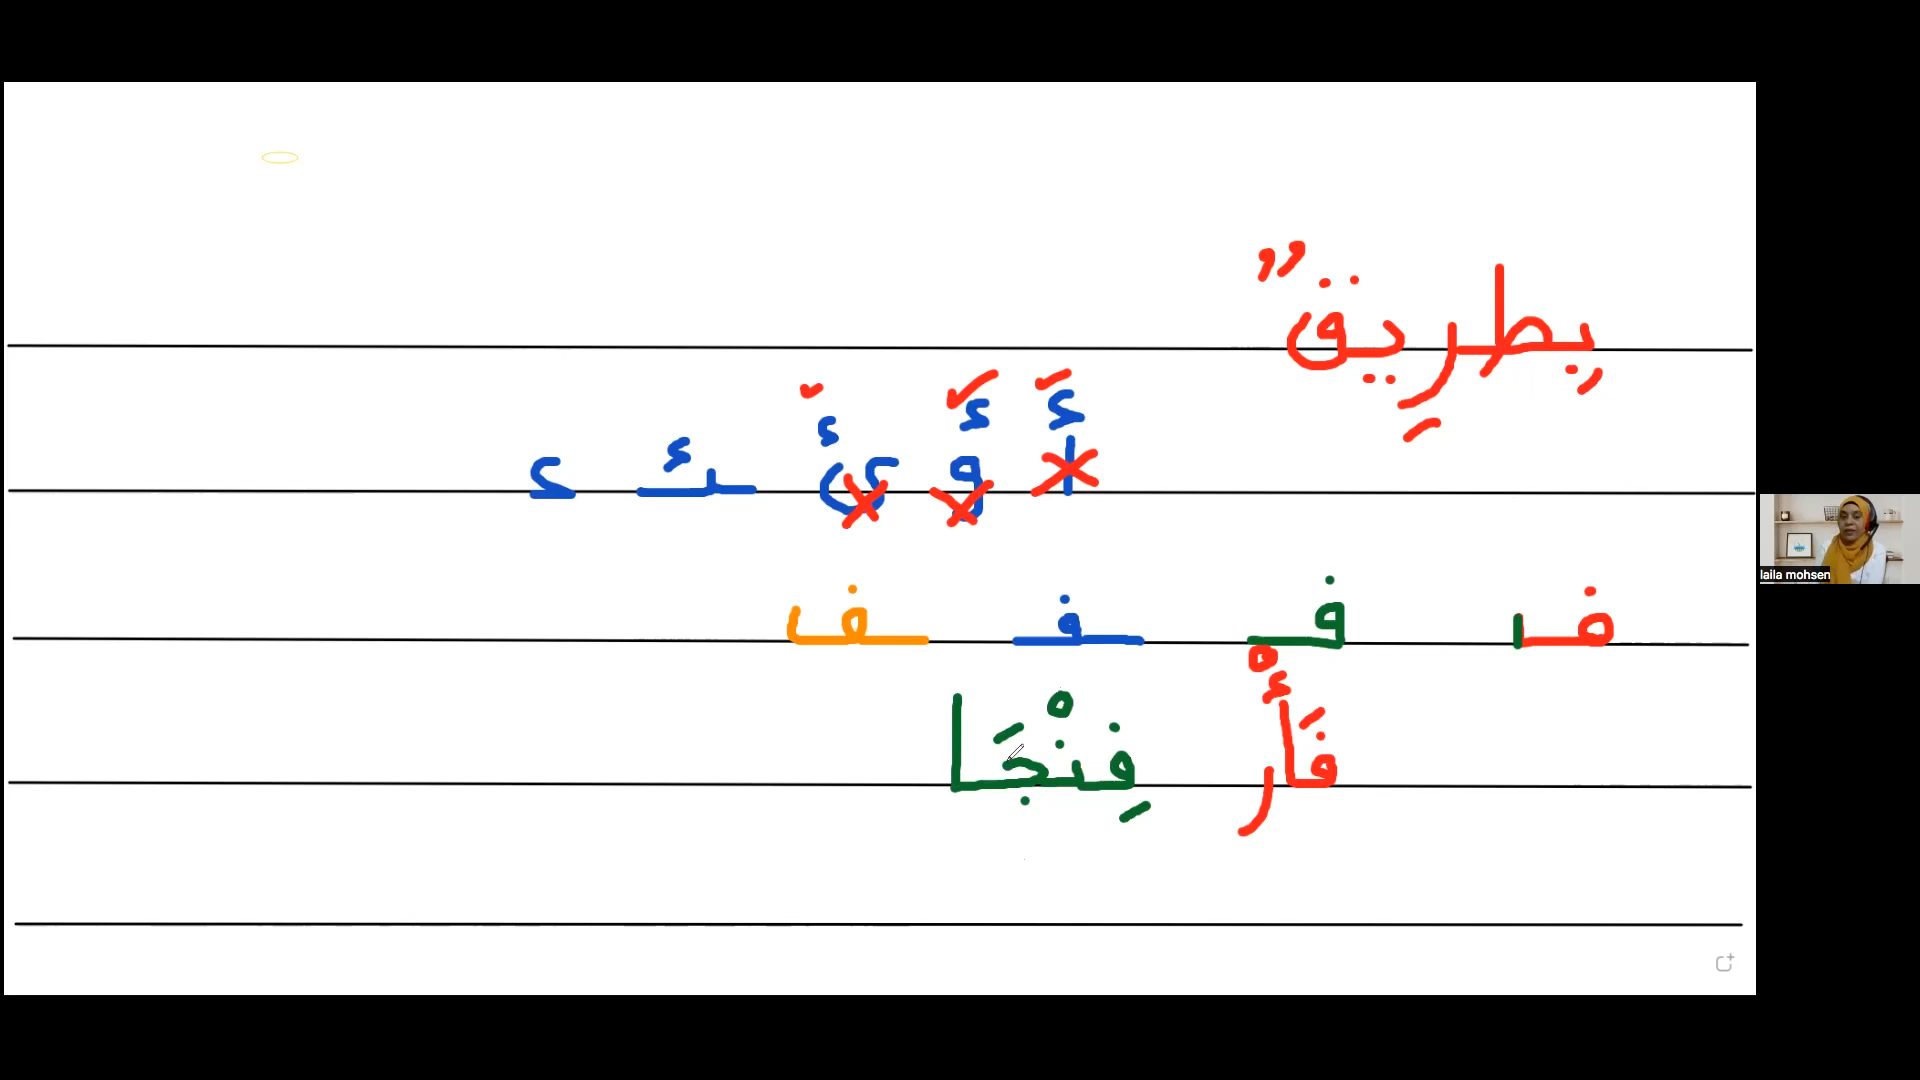 بِطرِيقٌ
أ ؤ ئ ـئـ ء
ف فـ ـفـ ـف
فَأْر فِنْجَا
laila mohsen